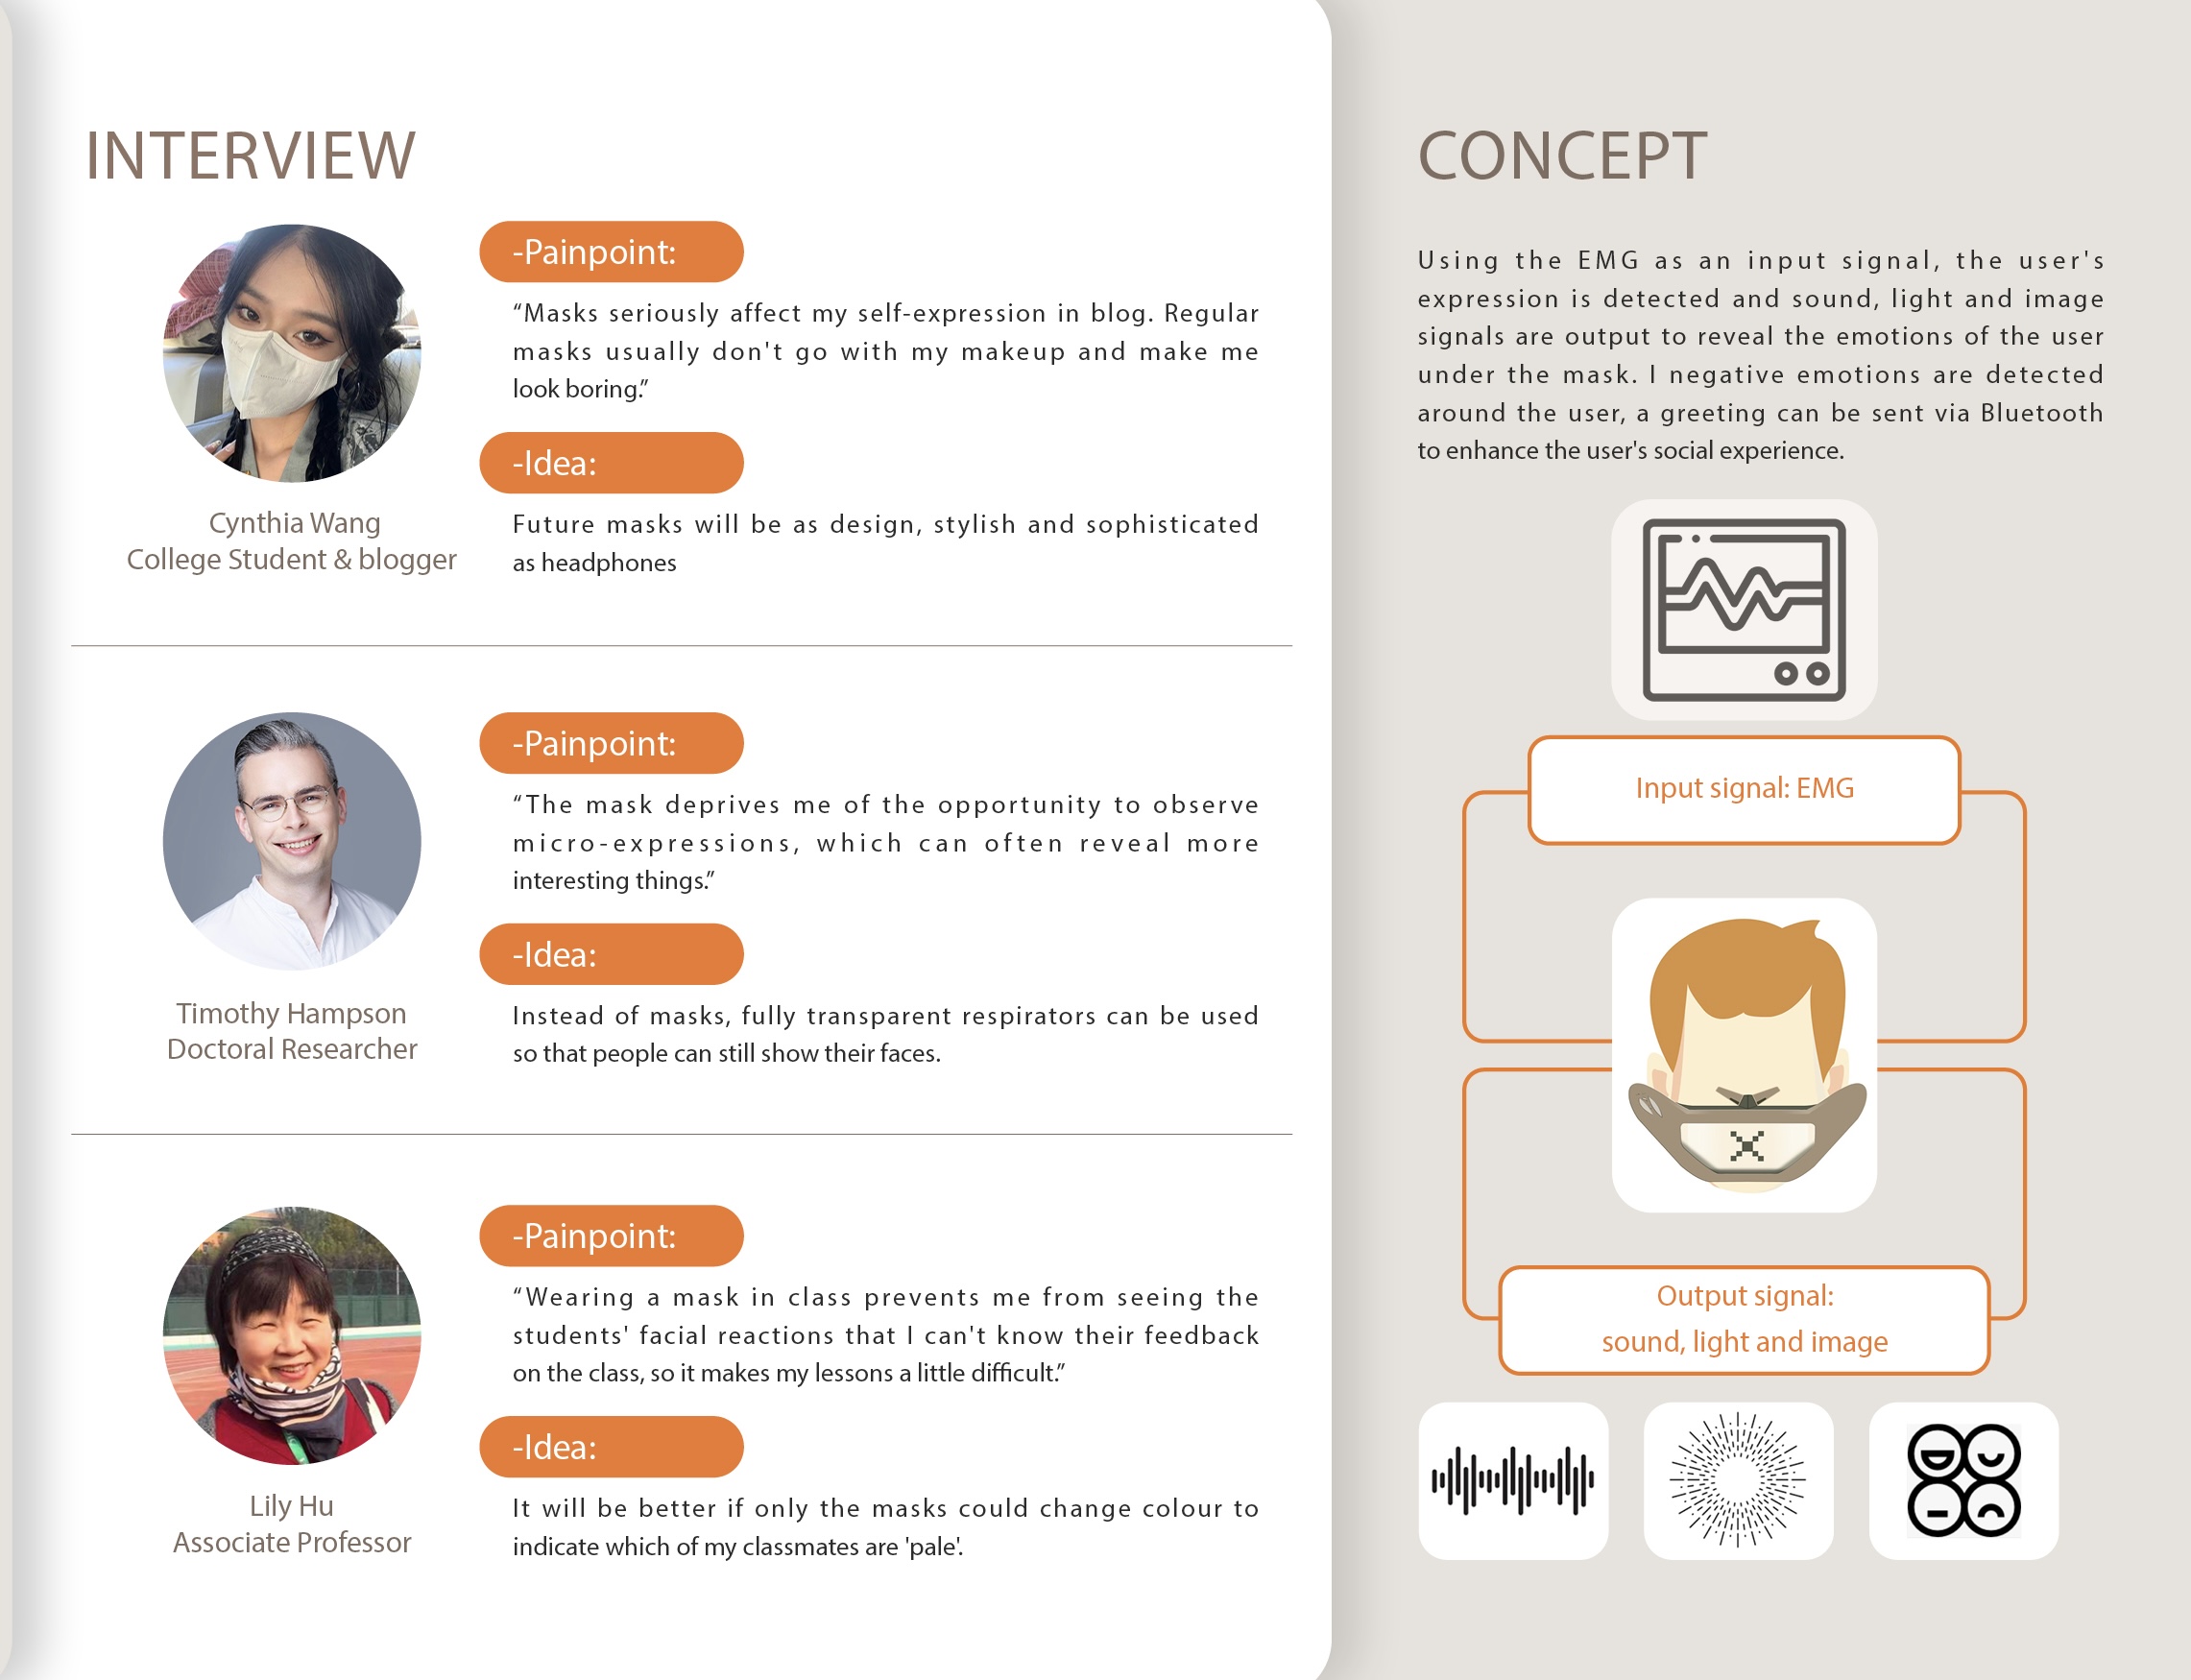 INTERVIEW
-Painpoint:
“Masks seriously affect my self-expression in blog. Regular
masks usually don't go with my makeup and make me
look boring.”
-Idea:
Future masks will be as design, stylish and sophisticated
as headphones
Cynthia Wang
College Student & blogger
-Painpoint:
“The mask deprives me of the opportunity to observe
micro-expressions, which can often reveal more
interesting things.”
-Idea:
Instead of masks, fully transparent respirators can be used
so that people can still show their faces.
Timothy Hampson
Doctoral Researcher
-Painpoint:
“Wearing a mask in class prevents me from seeing the
students' facial reactions that I can't know their feedback
on the class, so it makes my lessons a little difficult.”
-Idea:
It will be better if only the masks could change colour to
indicate which of my classmates are 'pale'.
Lily Hu
Associate Professor
CONCEPT
Using the EMG as an input signal, the user's
expression is detected and sound, light and image
signals are output to reveal the emotions of the user
under the mask. I negative emotions are detected
around the user, a greeting can be sent via Bluetooth
to enhance the user's social experience.
Input signal: EMG
Output signal:
sound, light and image